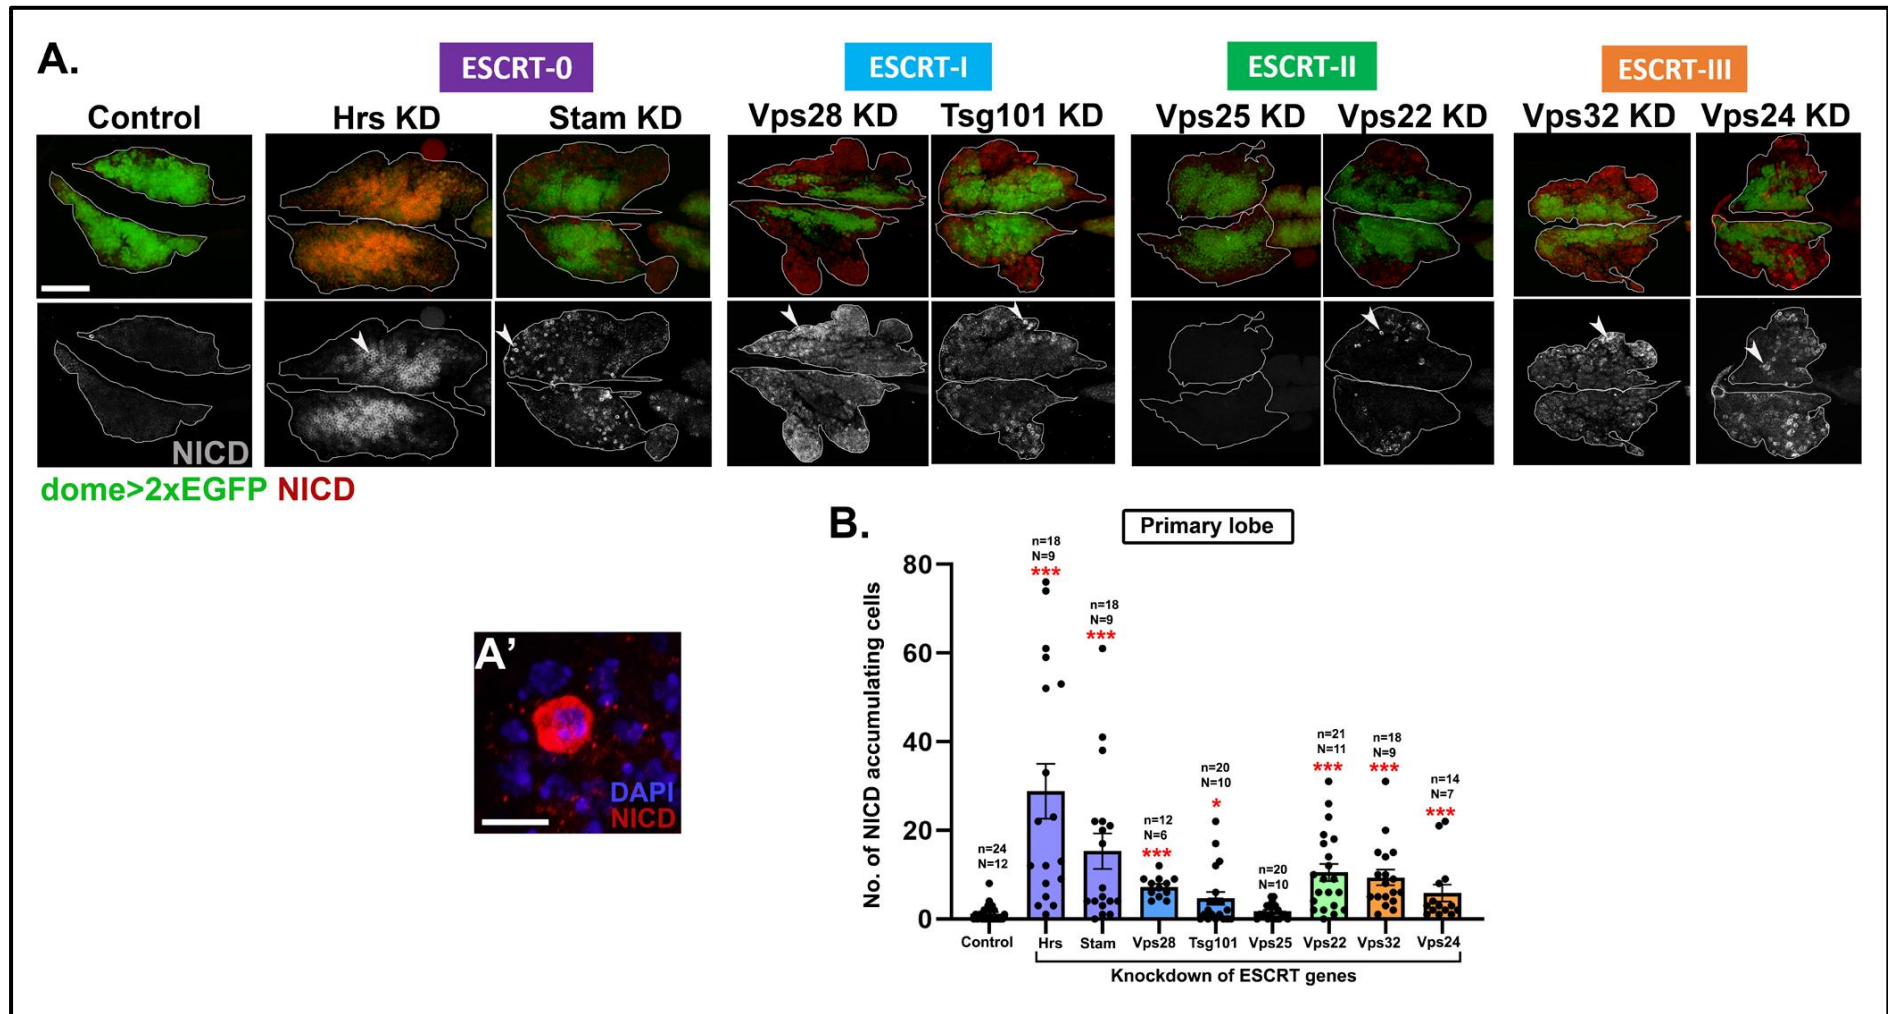 A.
ESCRT-0
ESCRT-I
ESCRT-II
ESCRT-III
Control
Hrs KD
Stam KD
Vps28 KD
Tsg101 KD
Vps25 KD
Vps22 KD
Vps32 KD
Vps24 KD
NICD
dome>2xEGFP NICD
A’
DAPI
NICD
B.
Primary lobe
No. of NICD accumulating cells
80
60
40
20
0
n=24
N=12
n=18
N=9
***
n=18
N=9
***
n=12
N=6
***
n=20
N=10
*
n=20
N=10
n=21
N=11
***
n=18
N=9
***
n=14
N=7
***
Control
Hrs
Stam
Vps28
Tsg101
Vps25
Vps22
Vps32
Vps24
Knockdown of ESCRT genes